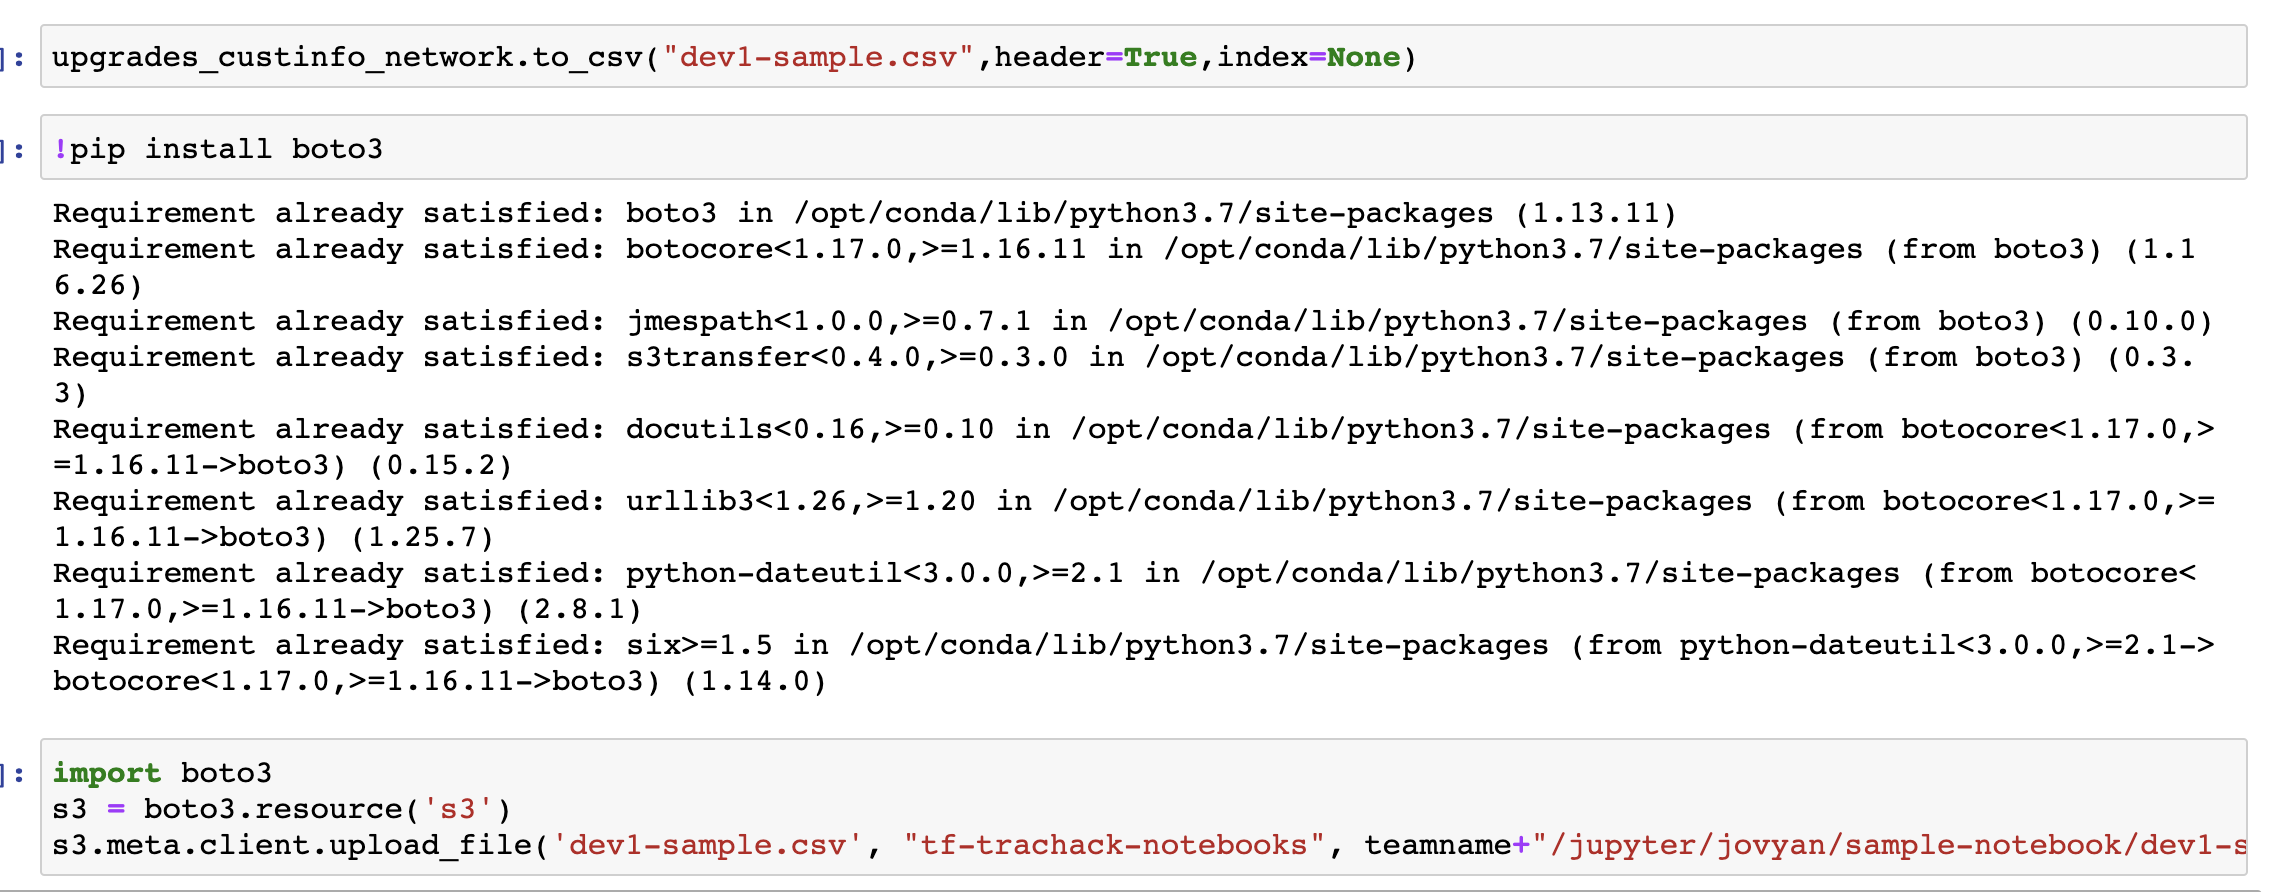 ]: upgrades_custinfo_network.to_csv("dev1-sample.csv",header=True,index=None)
]: !pip install boto3
Requirement already satisfied: boto3 in /opt/conda/lib/python3.7/site-packages (1.13.11)
Requirement already satisfied: botocore<1.17.0,>=1.16.11 in /opt/conda/lib/python3.7/site-packages (from boto3) (1.1
6.26)
Requirement already satisfied: jmespath<1.0.0,>=0.7.1 in /opt/conda/lib/python3.7/site-packages (from boto3) (0.10.0)
Requirement already satisfied: s3transfer<0.4.0,>=0.3.0 in /opt/conda/lib/python3.7/site-packages (from boto3) (0.3.
3)
Requirement already satisfied: docutils<0.16,>=0.10 in /opt/conda/lib/python3.7/site-packages (from botocore<1.17.0,>
=1.16.11->boto3) (0.15.2)
Requirement already satisfied: urllib3<1.26,>=1.20 in /opt/conda/lib/python3.7/site-packages (from botocore<1.17.0,>=
1.16.11->boto3) (1.25.7)
Requirement already satisfied: python-dateutil<3.0.0,>=2.1 in /opt/conda/lib/python3.7/site-packages (from botocore<
1.17.0,>=1.16.11->boto3) (2.8.1)
Requirement already satisfied: six>=1.5 in /opt/conda/lib/python3.7/site-packages (from python-dateutil<3.0.0,>=2.1->
botocore<1.17.0,>=1.16.11->boto3) (1.14.0)
]: import boto3
s3 = boto3.resource('s3')
s3.meta.client.upload_file('dev1-sample.csv', "tf-trachack-notebooks", teamname+"/jupyter/jovyan/sample-notebook/dev1-s